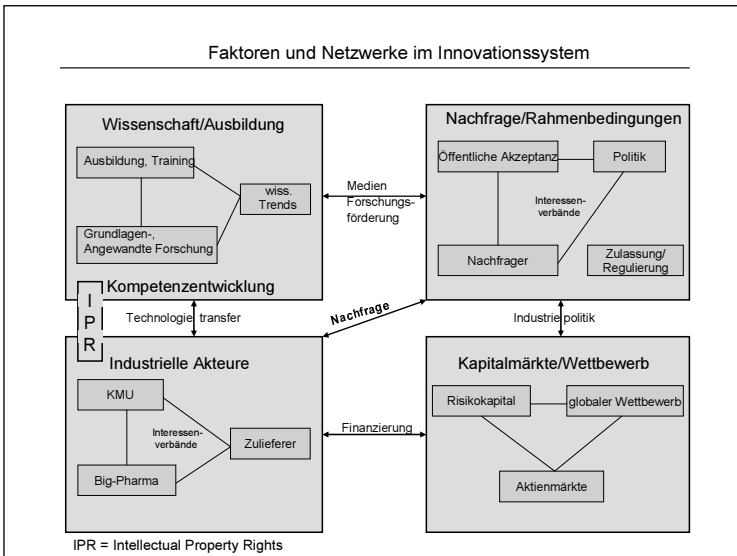 Faktoren und Netzwerke im Innovationssystem
Wissenschaft/Ausbildung
Ausbildung, Training
wiss.
Trends
Grundlagen-,
Angewandte Forschung
Kompetenzentwicklung
Medien
Forschungs-
förderung
Nachfrage/Rahmenbedingungen
Öffentliche Akzeptanz
Politik
Interessen-
verbände
Nachfrager
Zulassung/
Regulierung
I
P
R
Technologie transfer
Nachfrage
Industrie politik
Industrielle Akteure
KMU
Interessen-
verbände
Zulieferer
Big-Pharma
Finanzierung
Kapitalmärkte/Wettbewerb
Risikokapital
globaler Wettbewerb
Aktienmärkte
IPR = Intellectual Property Rights